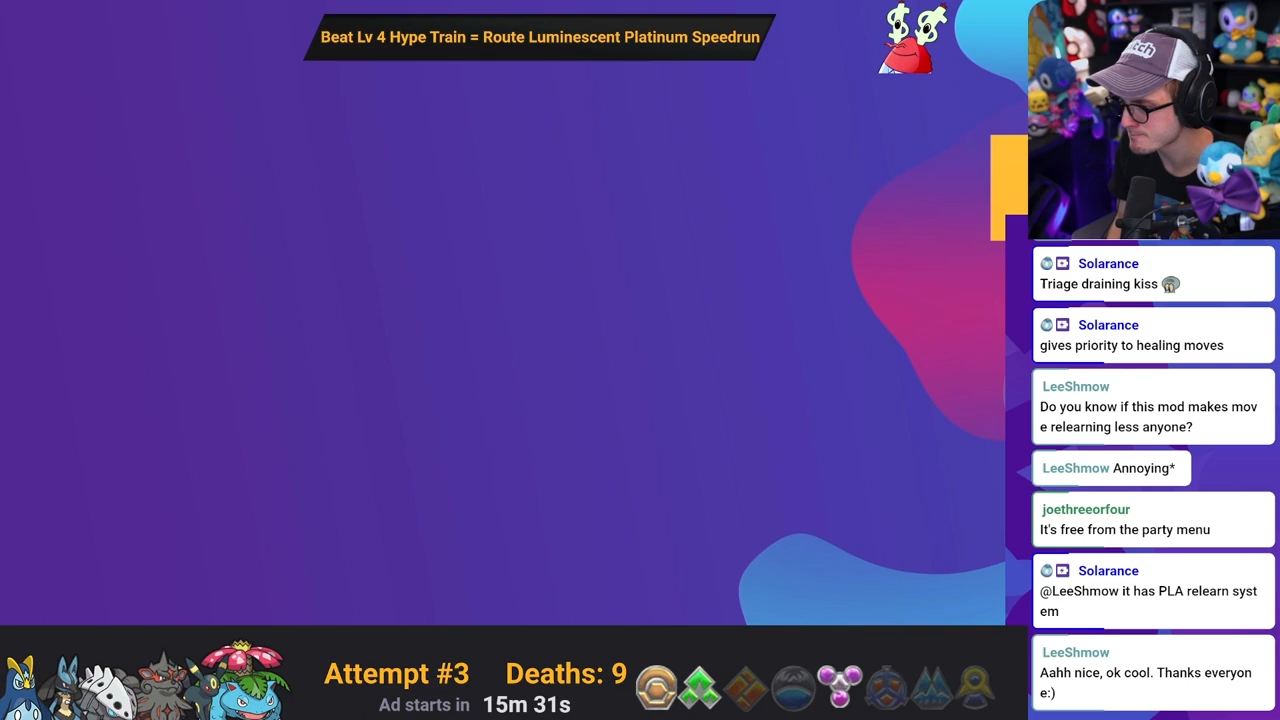 Beat Lv 4 Hype Train = Route Luminescent Platinum Speedrun
twitch
Solarance
Triage draining kiss
Solarance
gives priority to healing moves
LeeShmow
Do you know if this mod makes mov
e relearning less anyone?
LeeShmow Annoying*
joethreeorfour
It's free from the party menu
Solarance
@LeeShmow it has PLA relearn syst
em
LeeShmow
Aahh nice, ok cool. Thanks everyon
e:)
Attempt #3 Deaths: 9
Ad starts in 15m 31s